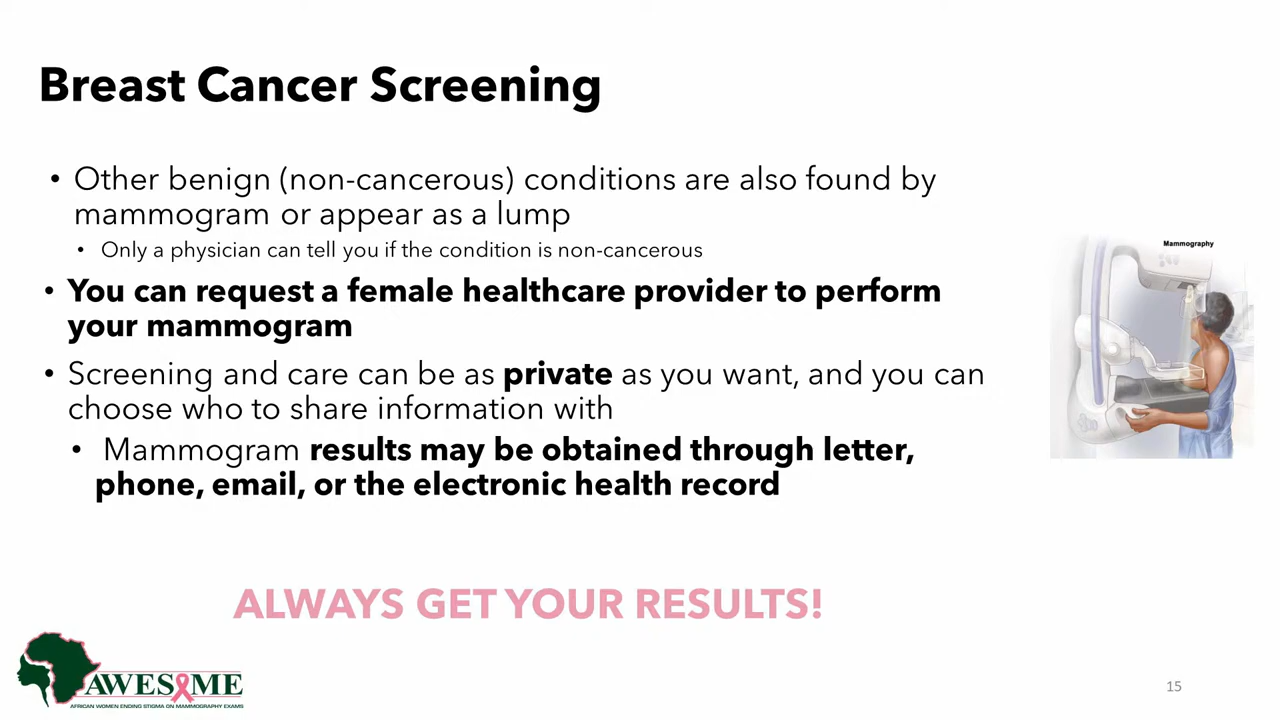 Breast Cancer Screening
• Other benign (non-cancerous) conditions are also found by
mammogram or appear as a lump
• Only a physician can tell you if the condition is non-cancerous
• You can request a female healthcare provider to perform
your mammogram
• Screening and care can be as private as you want, and you can
choose who to share information with
• Mammogram results may be obtained through letter,
phone, email, or the electronic health record
Mammography
ALWAYS GET YOUR RESULTS!
AWESOME
AFRICAN WOMEN ENDING STIGMA ON MAMMOGRAPHY EXAMS
15